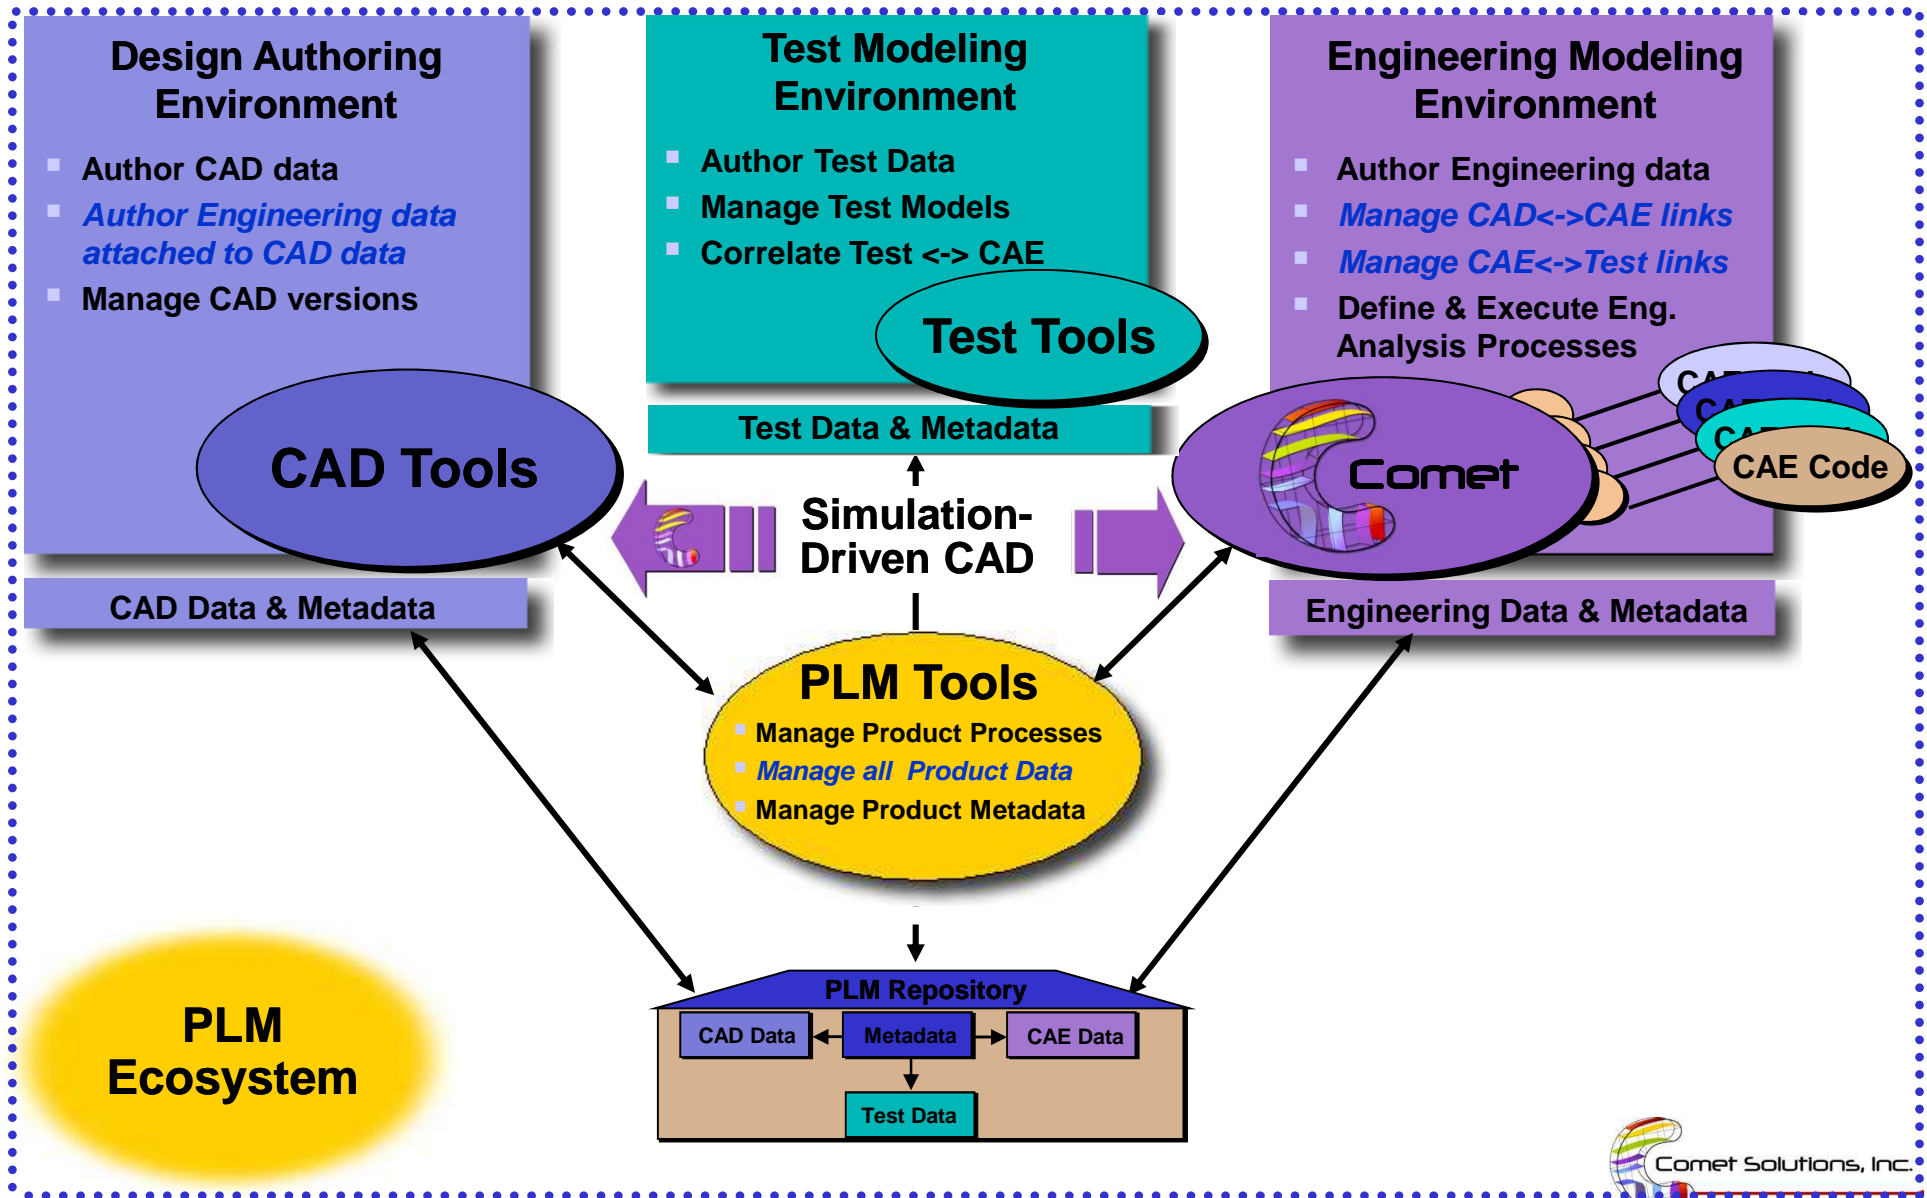 Design Authoring
Environment
Author CAD data
Author Engineering data
attached to CAD data
Manage CAD versions
CAD Tools
CAD Data & Metadata
Test Modeling
Environment
Author Test Data
Manage Test Models
Correlate Test <-> CAE
Test Tools
Test Data & Metadata
Engineering Modeling
Environment
Author Engineering data
Manage CAD<->CAE links
Manage CAE<->Test links
Define & Execute Eng.
Analysis Processes
Comet
CAE Code
Engineering Data & Metadata
Simulation-
Driven CAD
PLM Tools
Manage Product Processes
Manage all Product Data
Manage Product Metadata
PLM Repository
CAD Data
Metadata
CAE Data
Test Data
PLM
Ecosystem
Comet Solutions, Inc.